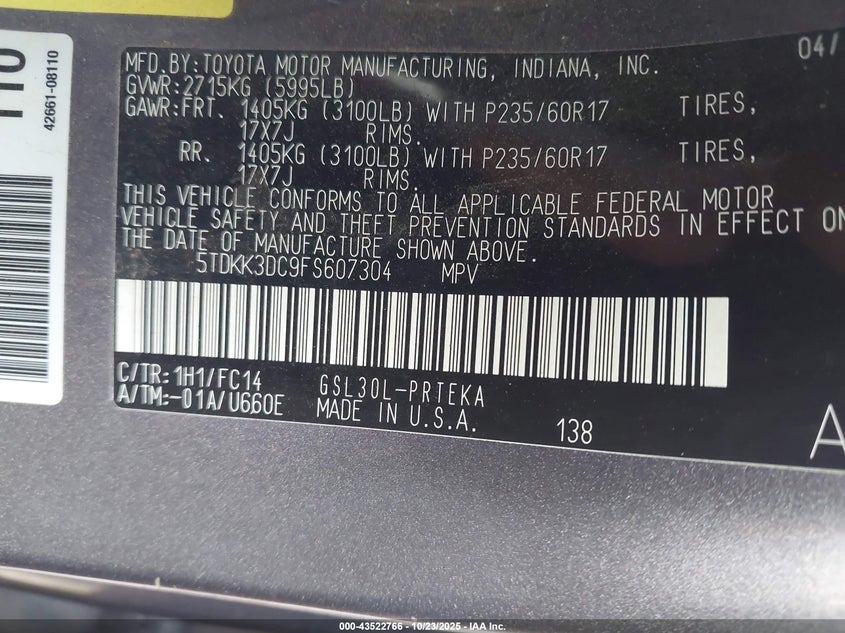 110
42661-08110
04/
MFD.BY:TOYOTA MOTOR MANUFACTURING, INDIANA, INC.
GVWR:2715KG (5995LB)
GAWR:FRT. 1405KG (3100LB) WITH P235/60R17 TIRES,
17X7J RIMS.
RR. 1405KG (3100LB) WITH P235/60R17 TIRES,
17X7J RIMS.
THIS VEHICLE CONFORMS TO ALL APPLICABLE FEDERAL MOTOR
VEHICLE SAFETY AND THEFT PREVENTION STANDARDS IN EFFECT ON
THE DATE OF MANUFACTURE SHOWN ABOVE.
5TDKK3DC9FS607304 MPV
C/TR:1H1/FC14 GSL30L-PRTEKA
A/TM:-01A/U660E MADE IN U.S.A. 138
A
000-43522766 - 10/23/2025 - IAA Inc.